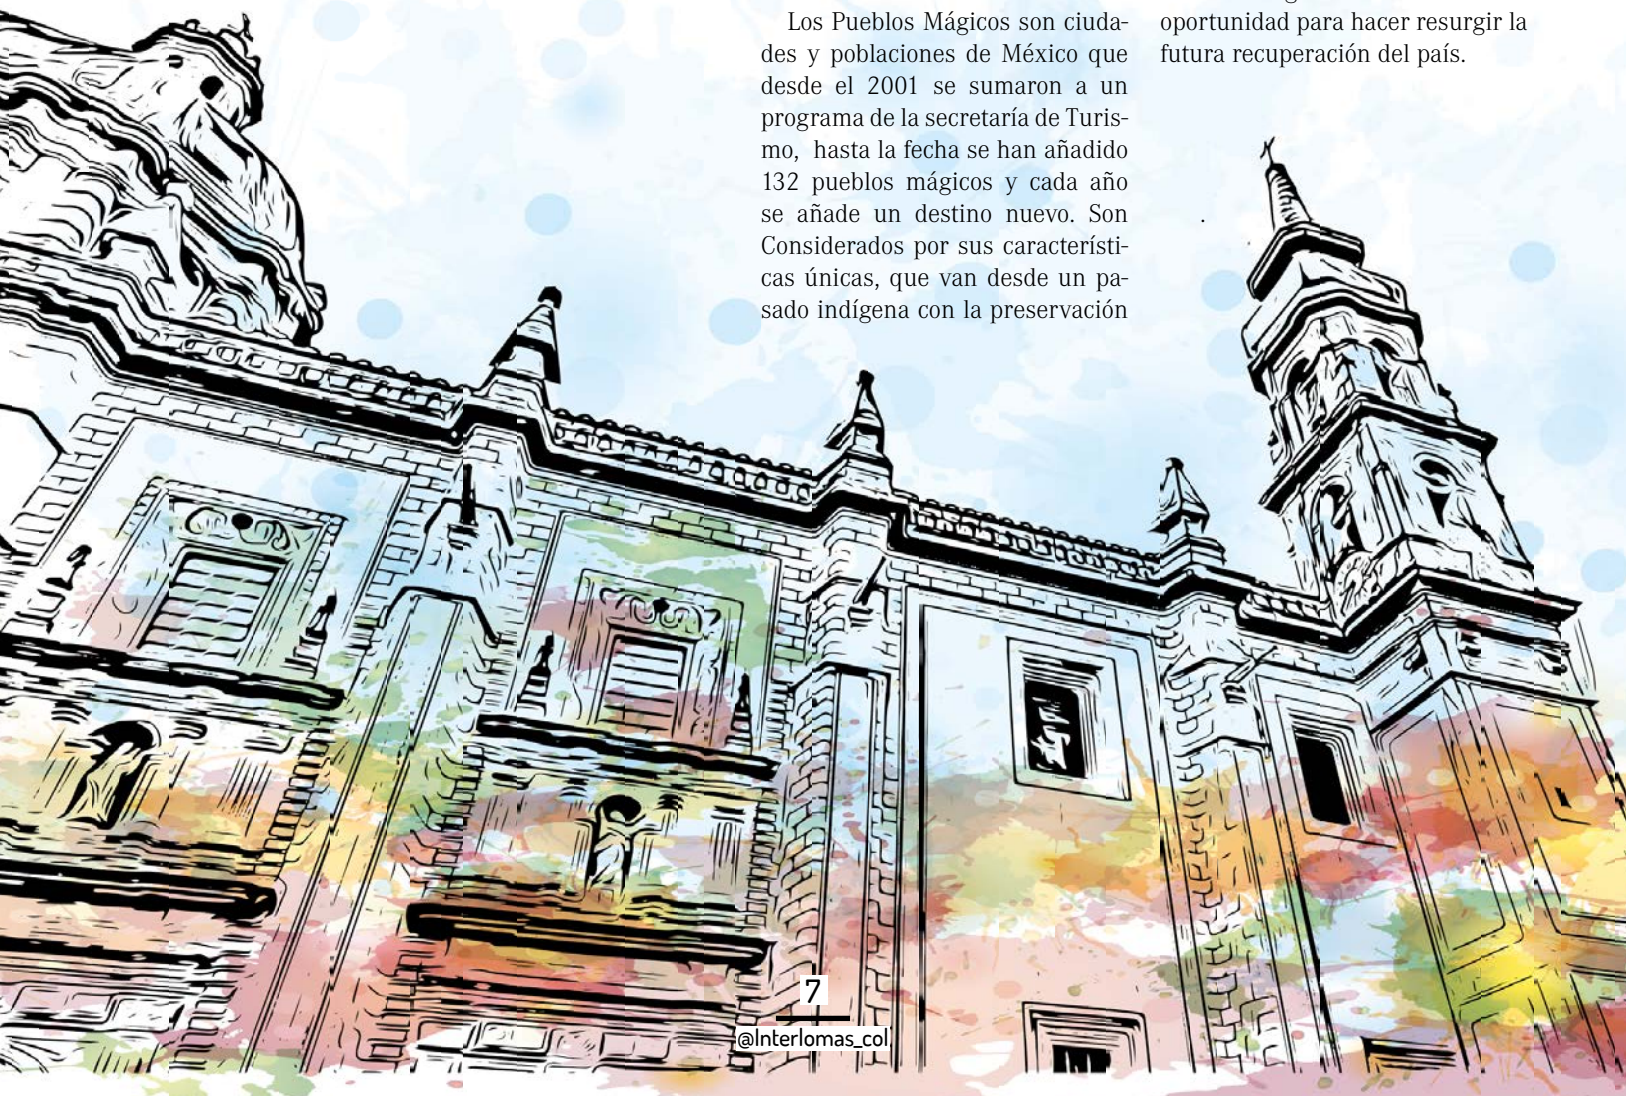 Los Pueblos Mágicos son ciuda-
des y poblaciones de México que
desde el 2001 se sumaron a un
programa de la secretaría de Turis-
mo, hasta la fecha se han añadido
132 pueblos mágicos y cada año
se añade un destino nuevo. Son
Considerados por sus característi-
cas únicas, que van desde un pa-
sado indígena con la preservación
oportunidad para hacer resurgir la
futura recuperación del país.
.
7
@Interlomas_col